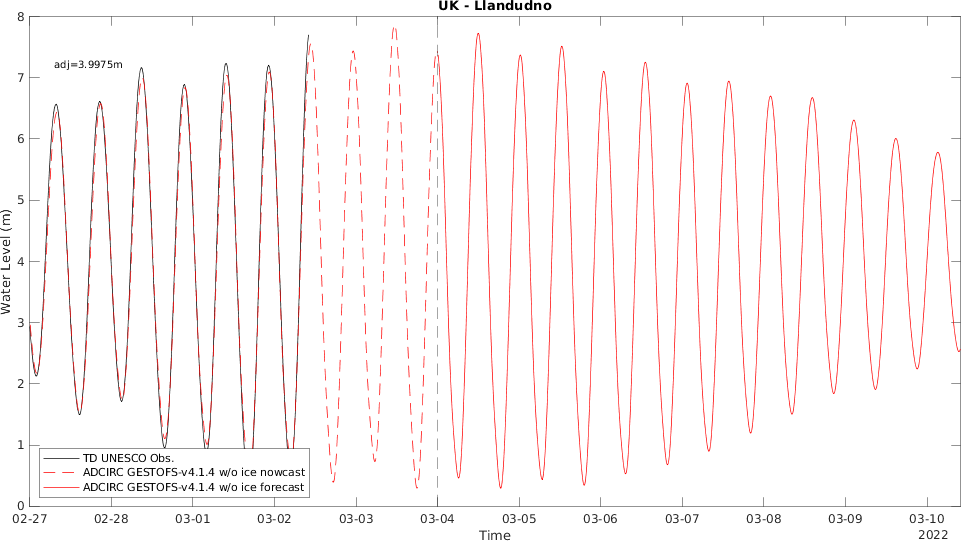 UK - Llandudno
adj=3.9975m
8
7
6
5
4
3
2
1
0
Water Level (m)
TD UNESCO Obs.
ADCIRC GESTOFS-v4.1.4 w/o ice nowcast
ADCIRC GESTOFS-v4.1.4 w/o ice forecast
02-27 02-28 03-01 03-02 03-03 03-04 03-05 03-06 03-07 03-08 03-09 03-10
Time
2022